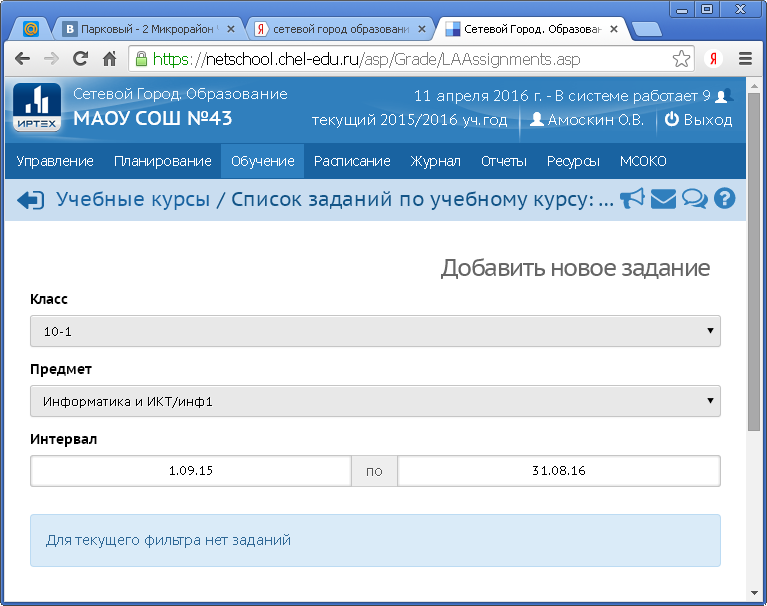 Парковый - 2 Микрорайон
сетевой город образовани
Сетевой Город. Образован
https://netschool.chel-edu.ru/asp/Grade/LAAssignments.asp
Сетевой Город. Образование
11 апреля 2016 г. - В системе работает 9
ИРТЕХ
МАОУ СОШ №43
текущий 2015/2016 уч.год
Амоскин О.В.
Выход
Управление Планирование Обучение Расписание Журнал Отчеты Ресурсы МСОКО
Учебные курсы / Список заданий по учебному курсу: ...
Добавить новое задание
Класс
10-1
Предмет
Информатика и ИКТ/инф1
Интервал
1.09.15 по 31.08.16
Для текущего фильтра нет заданий